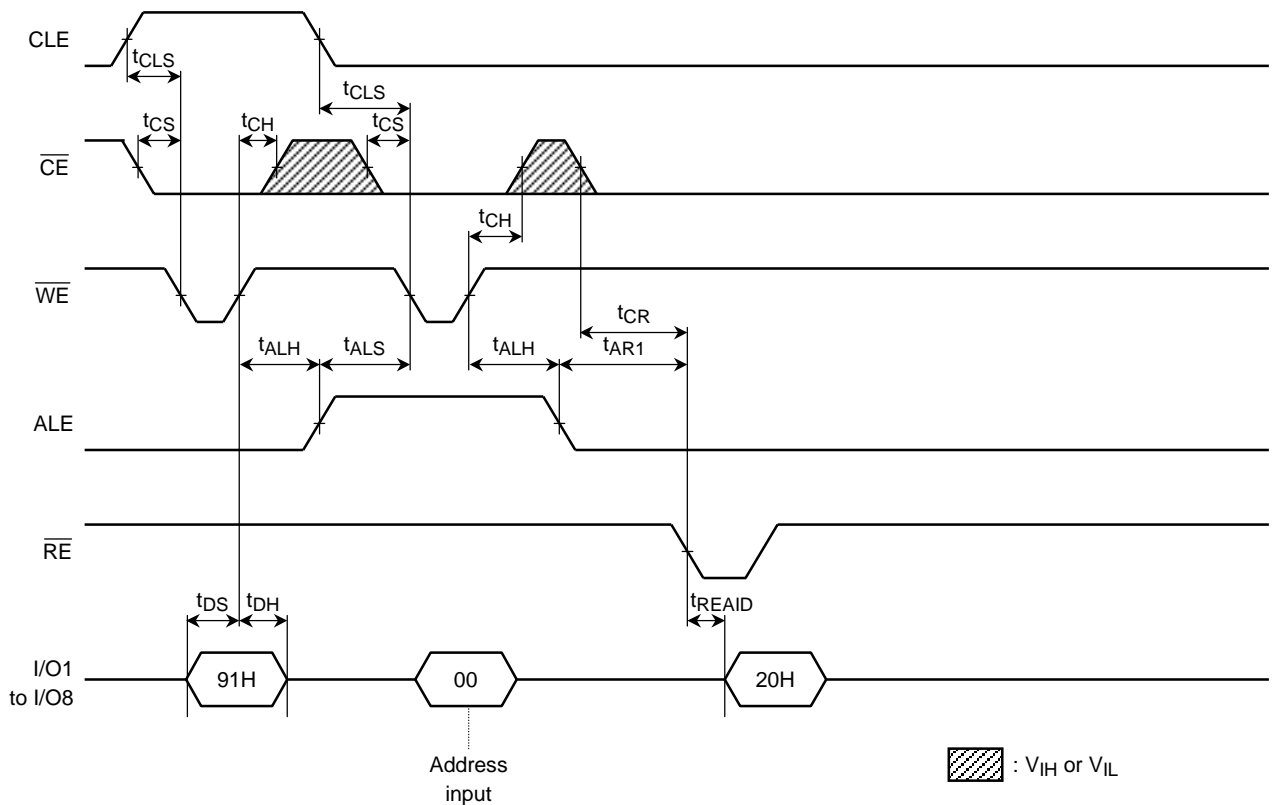 CLE
tCLS
tCLS
tCS
tCH
tCS
CE
tCH
WE
tCR
tALH
tALS
tALH
tAR1
ALE
RE
tDS
tDH
tREAID
I/O1
to I/O8
91H
00
20H
Address
input
: VIH or VIL